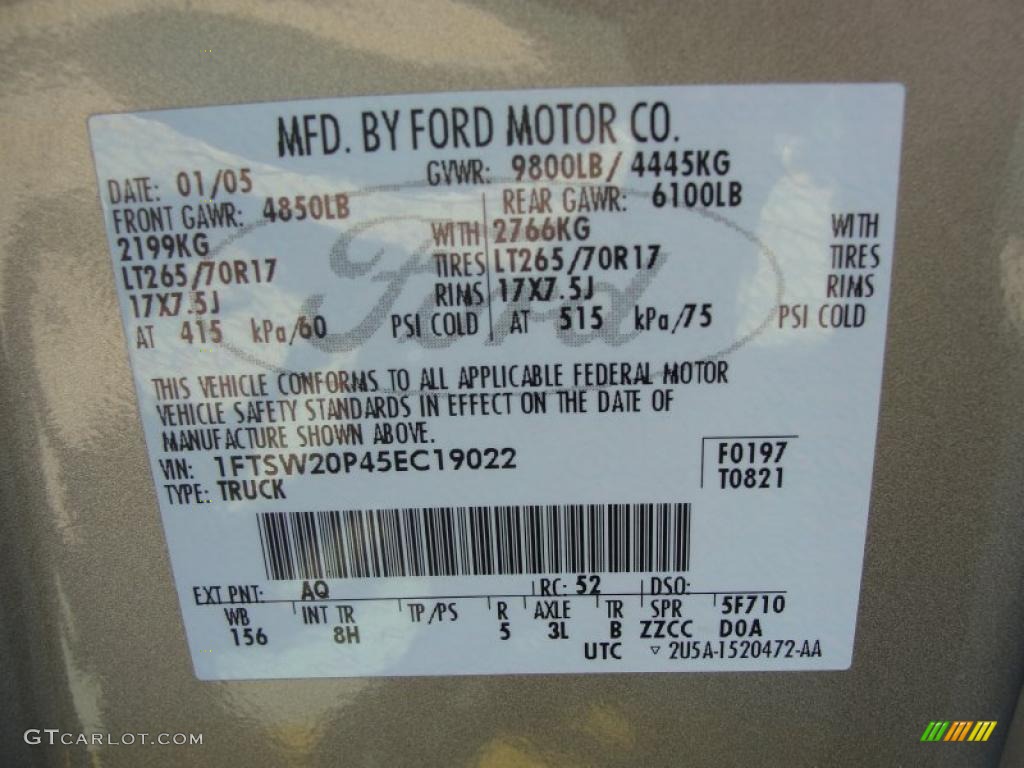 MFD. BY FORD MOTOR CO.
DATE: 01/05 GVWR: 9800LB/ 4445KG
FRONT GAWR: 4850LB REAR GAWR: 6100LB
2199KG WITH 2766KG WITH
LT265/70R17 TIRES LT265/70R17 TIRES
17X7.5J RIMS 17X7.5J RIMS
AT 415 kPa/60 PSI COLD AT 515 kPa/75 PSI COLD
Ford
THIS VEHICLE CONFORMS TO ALL APPLICABLE FEDERAL MOTOR
VEHICLE SAFETY STANDARDS IN EFFECT ON THE DATE OF
MANUFACTURE SHOWN ABOVE.
VIN: 1FTSW20P45EC19022 F0197
TYPE: TRUCK T0821
EXT PNT: AQ RC: 52 DSO:
WB INT TR TP/PS R AXLE TR SPR 5F710
156 8H 5 3L B ZZCC D0A
UTC ▽ 2U5A-1520472-AA
GTCARLOT.COM